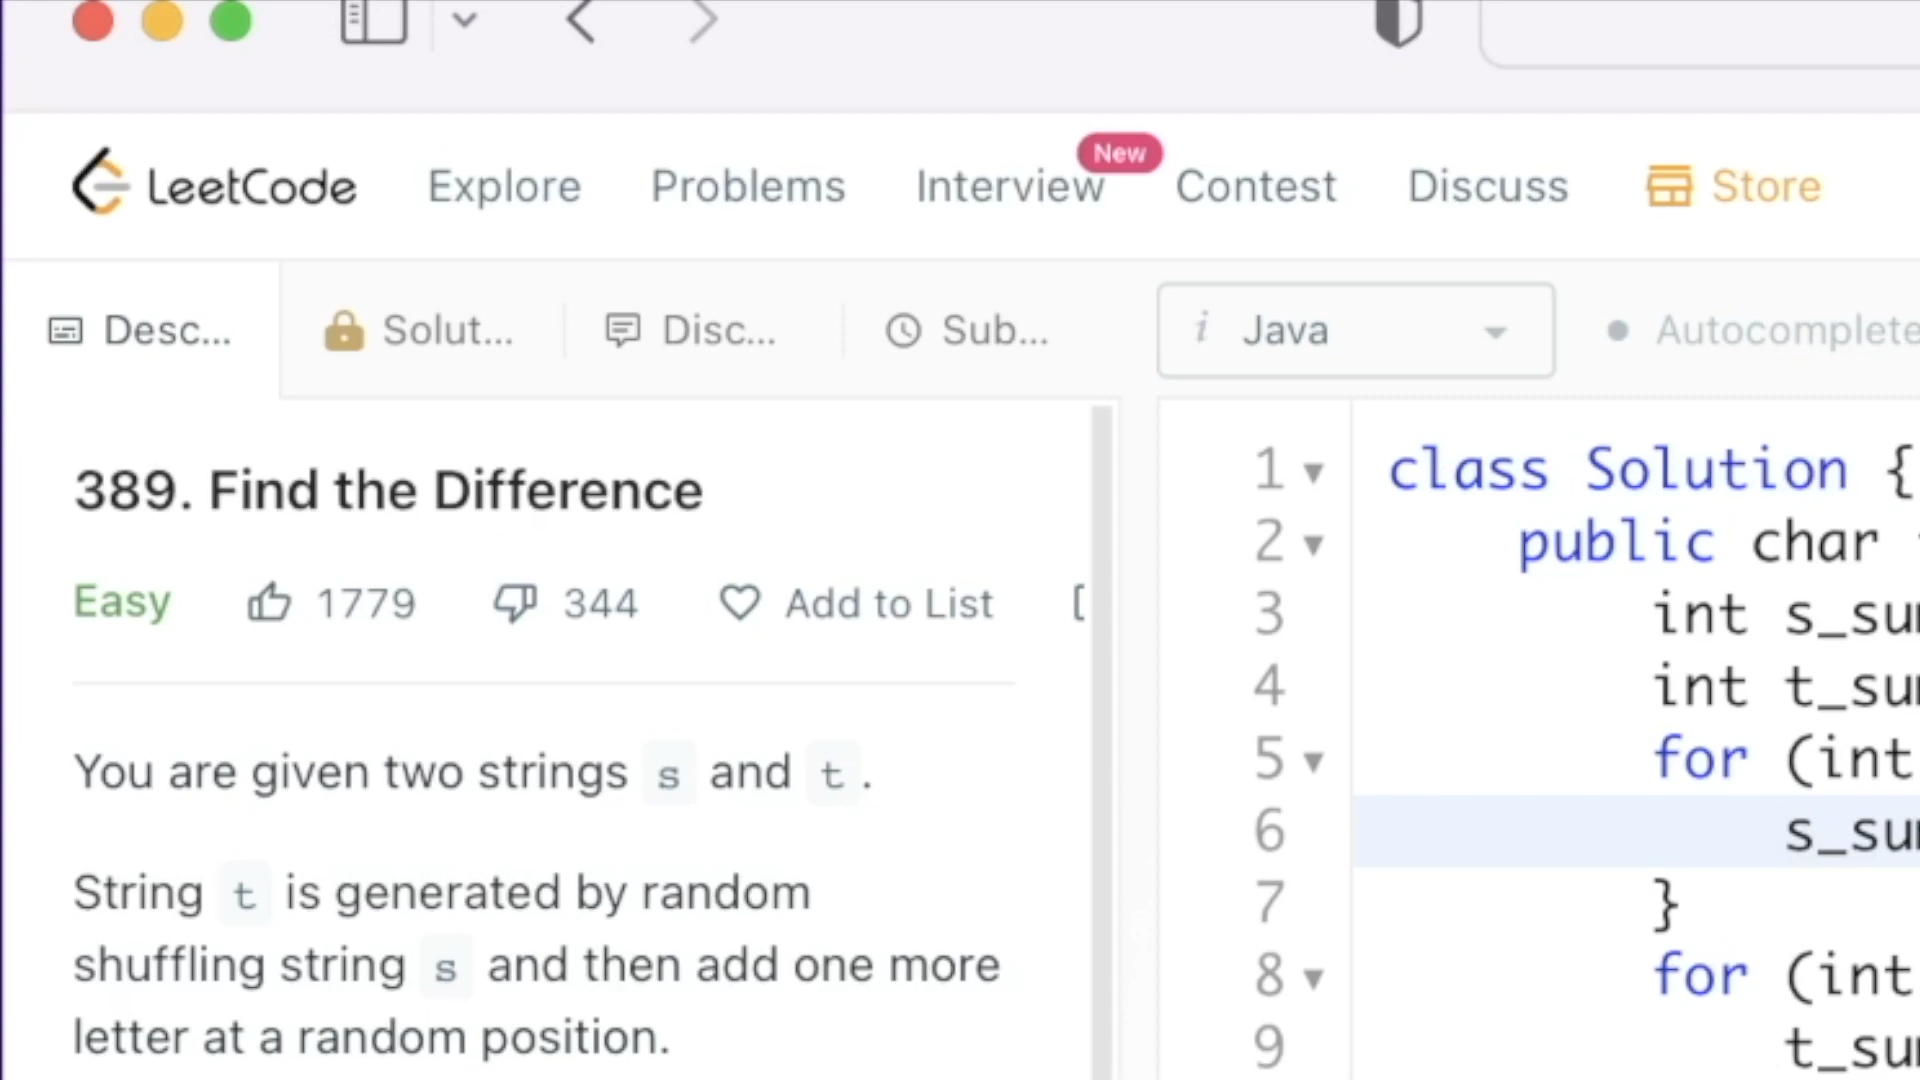 LeetCode Explore Problems Interview New Contest Discuss Store
Desc... Solut... Disc... Sub...
i Java Autocomplete
389. Find the Difference
Easy 1779 344 Add to List
You are given two strings s and t.
String t is generated by random
shuffling string s and then add one more
letter at a random position.
1 class Solution {
2 public char
3 int s_su
4 int t_su
5 for (int
6 s_su
7 }
8 for (int
9 t_su